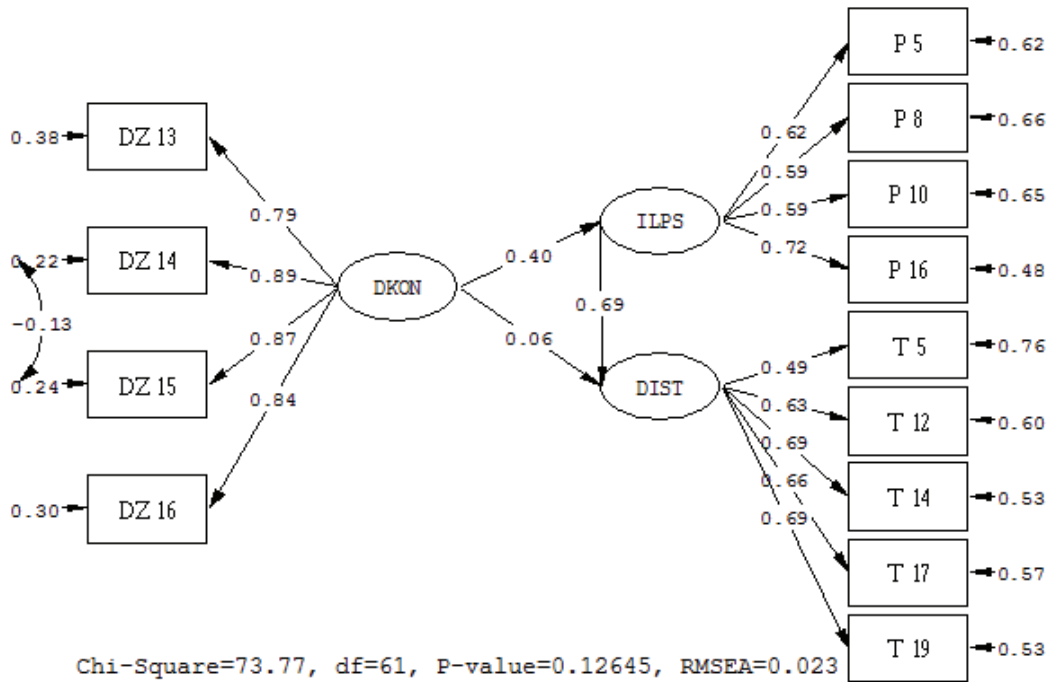 P 5
0.62
P 8
0.66
P 10
0.65
P 16
0.48
0.62
0.59
0.59
0.72
0.38
DZ 13
0.79
0.22
DZ 14
0.89
-0.13
0.24
DZ 15
0.87
0.84
0.30
DZ 16
DKON
0.40
0.06
ILPS
0.69
DIST
T 5
0.76
T 12
0.60
T 14
0.53
T 17
0.57
T 19
0.53
0.49
0.63
0.69
0.66
0.69
Chi-Square=73.77, df=61, P-value=0.12645, RMSEA=0.023